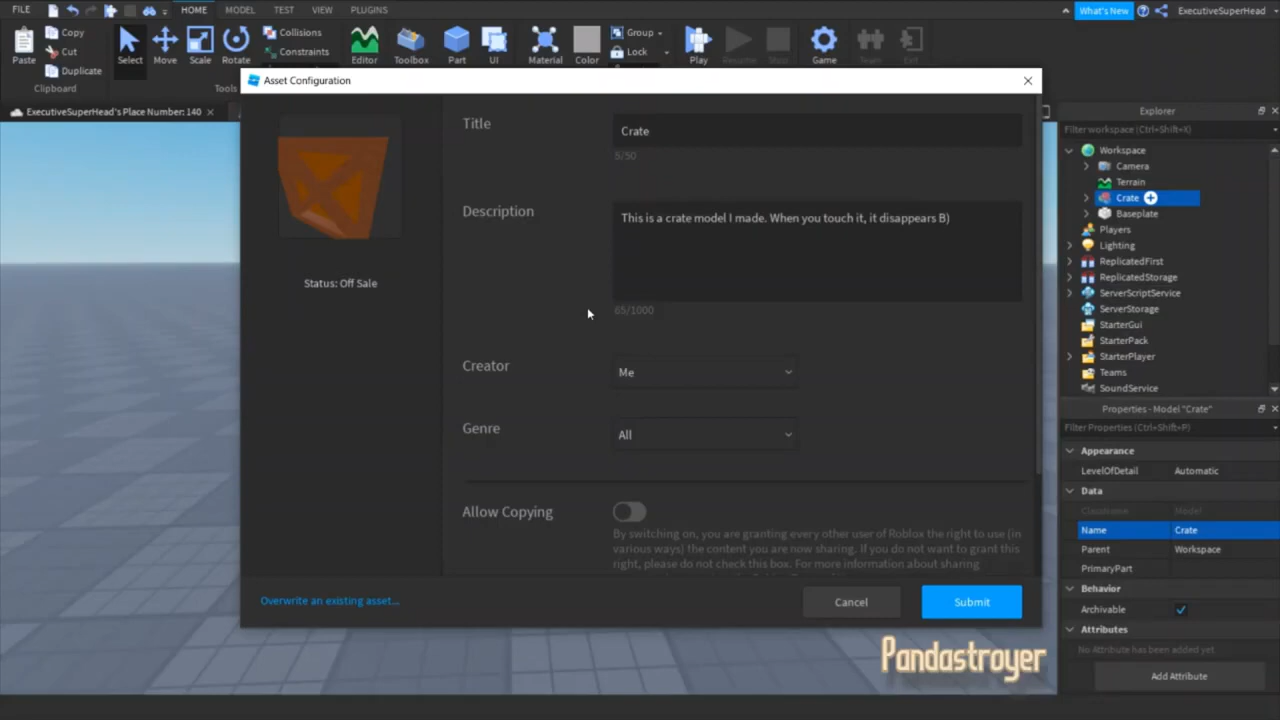 FILE HOME MODEL TEST VIEW PLUGINS What's New ExecutiveSuperHead
Paste Copy Cut Duplicate Select Move Scale Rotate Collisions Constraints Editor Toolbox Part UI Material Color Group Lock Play Resume Stop Game Team Exit
Clipboard Tools
Asset Configuration
ExecutiveSuperHead's Place Number: 140
Title Crate
5/50
Description This is a crate model I made. When you touch it, it disappears B)
65/1000
Status: Off Sale
Creator Me
Genre All
Allow Copying
By switching on, you are granting every other user of Roblox the right to use (in
various ways) the content you are now sharing. If you do not want to grant this
right, please do not check this box. For more information about sharing
Overwrite an existing asset... Cancel Submit
Explorer
Filter workspace (Ctrl+Shift+X)
Workspace
Camera
Terrain
Crate
Baseplate
Players
Lighting
ReplicatedFirst
ReplicatedStorage
ServerScriptService
ServerStorage
StarterGui
StarterPack
StarterPlayer
Teams
SoundService
Properties - Model "Crate"
Filter Properties (Ctrl+Shift+P)
Appearance
LevelOfDetail Automatic
Data
ClassName Model
Name Crate
Parent Workspace
PrimaryPart
Behavior
Archivable
Attributes
No Attribute has been added yet.
Add Attribute
Pandastroyer